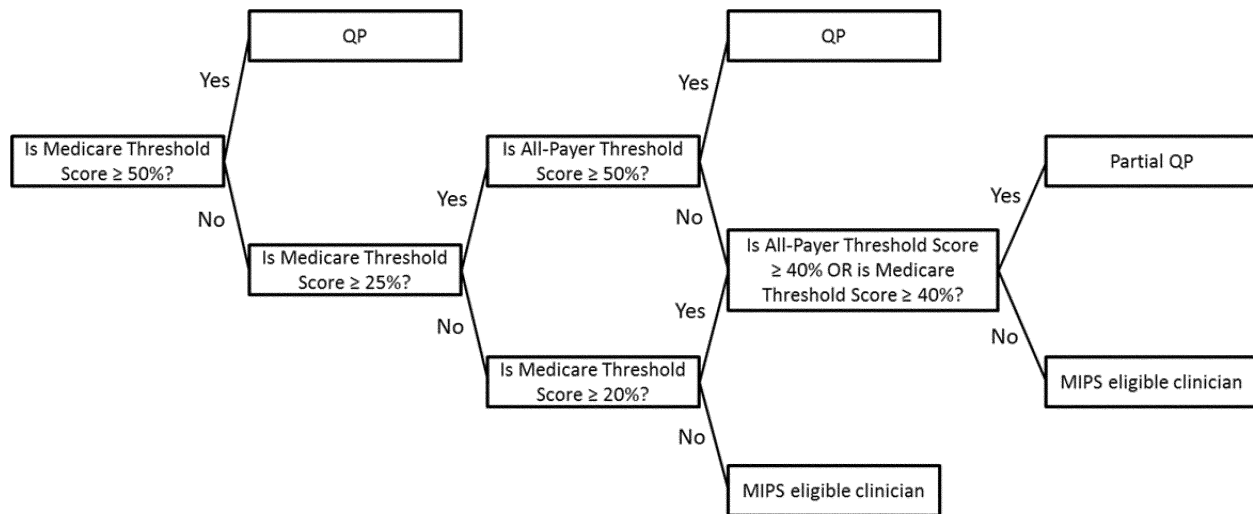 QP
QP
Yes
Yes
Is Medicare Threshold
Score ≥ 50%?
Is All-Payer Threshold
Score ≥ 50%?
Partial QP
Yes
Yes
No
No
Is Medicare Threshold
Score ≥ 25%?
Is All-Payer Threshold Score
≥ 40% OR is Medicare
Threshold Score ≥ 40%?
No
Yes
No
Is Medicare Threshold
Score ≥ 20%?
MIPS eligible clinician
No
MIPS eligible clinician